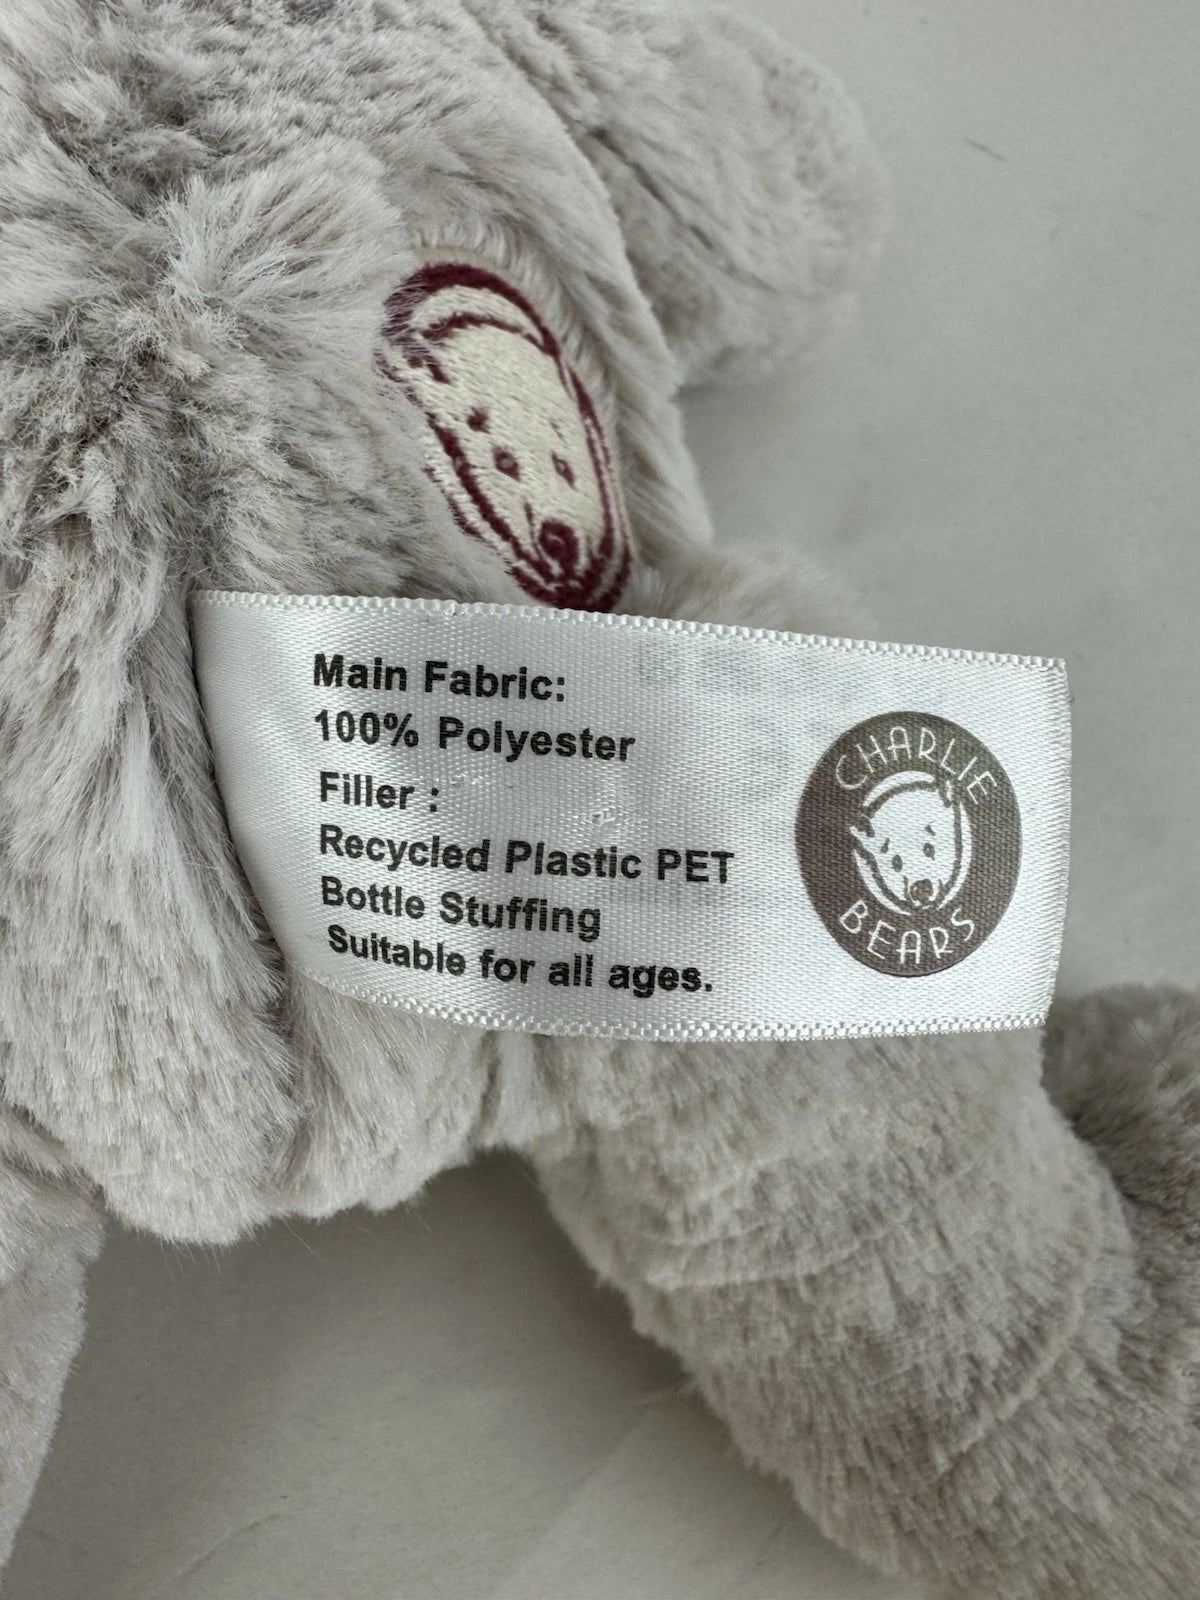 Main Fabric:
100% Polyester
Filler :
Recycled Plastic PET
Bottle Stuffing
Suitable for all ages.
CHARLIE
BEARS